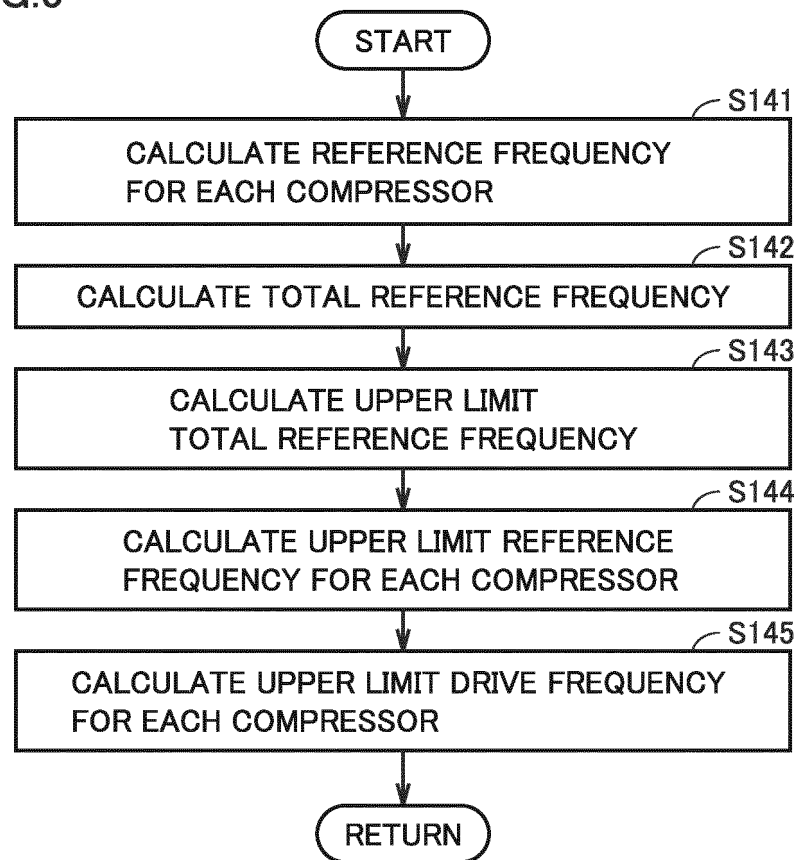 START
S141
CALCULATE REFERENCE FREQUENCY
FOR EACH COMPRESSOR
S142
CALCULATE TOTAL REFERENCE FREQUENCY
S143
CALCULATE UPPER LIMIT
TOTAL REFERENCE FREQUENCY
S144
CALCULATE UPPER LIMIT REFERENCE
FREQUENCY FOR EACH COMPRESSOR
S145
CALCULATE UPPER LIMIT DRIVE FREQUENCY
FOR EACH COMPRESSOR
RETURN